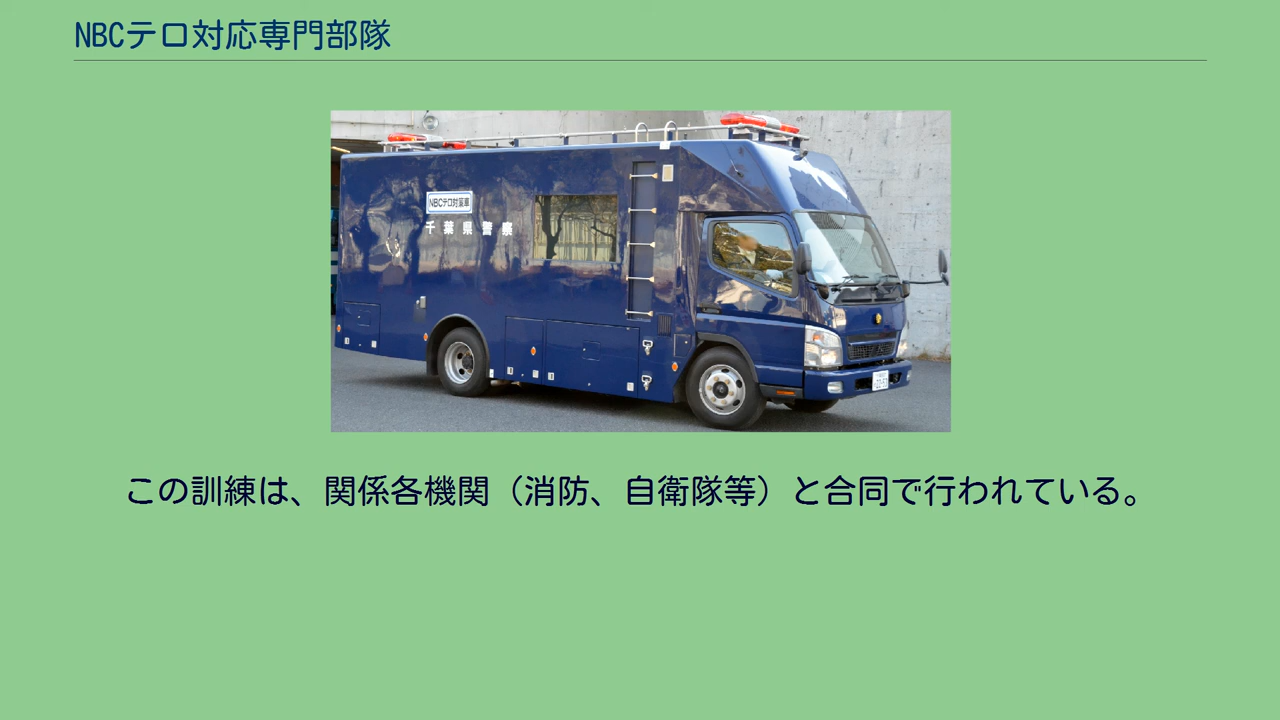 NBCテロ対応専門部隊
NBCテロ対策車
千葉県警察
この訓練は、関係各機関（消防、自衛隊等）と合同で行われている。